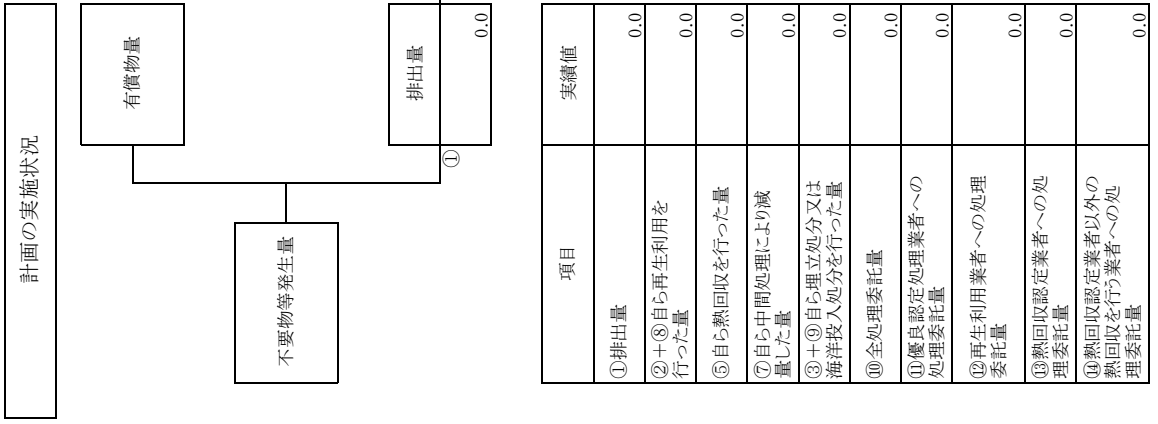 計画の実施状況
不要物等発生量
有償物量
①
排出量
0.0
項目
実績値
①排出量
0.0
②+⑧自ら再生利用を
行った量
0.0
⑤自ら熱回収を行った量
0.0
⑦自ら中間処理により減
量した量
0.0
③+⑨自ら埋立処分又は
海洋投入処分を行った量
0.0
⑩全処理委託量
0.0
⑪優良認定処理業者への
処理委託量
0.0
⑫再生利用業者への処理
委託量
0.0
⑬熱回収認定業者への処
理委託量
0.0
⑭熱回収認定業者以外の
熱回収を行う業者への処
理委託量
0.0